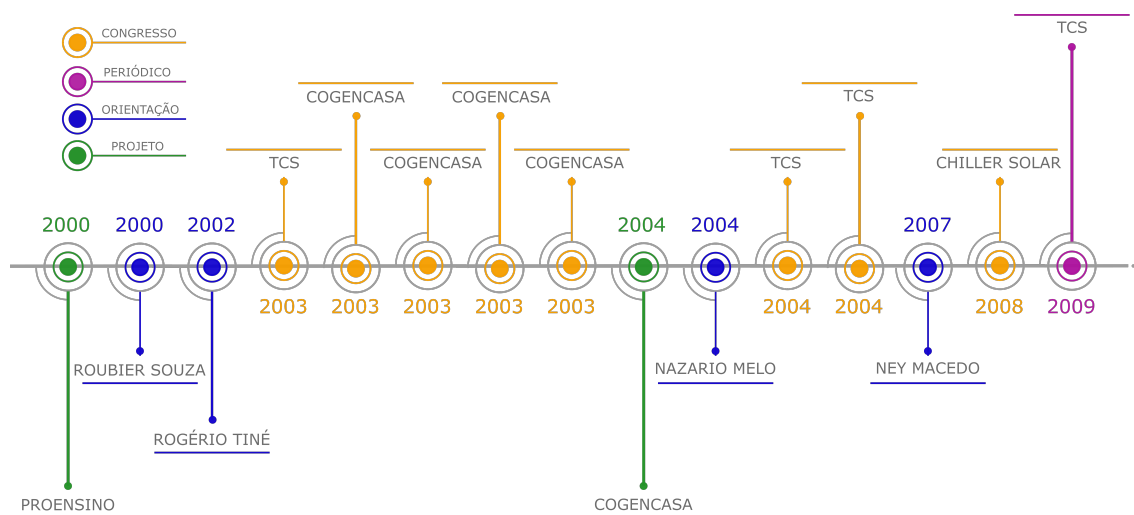 CONGRESSO
PERIÓDICO
ORIENTAÇÃO
PROJETO
TCS
COGENCASA
COGENCASA
TCS
TCS
COGENCASA
COGENCASA
TCS
CHILLER SOLAR
2000
2000
2002
2004
2004
2007
2003
2003
2003
2003
2003
2004
2004
2008
2009
ROUBIER SOUZA
NAZARIO MELO
NEY MACEDO
ROGÉRIO TINÉ
PROENSINO
COGENCASA